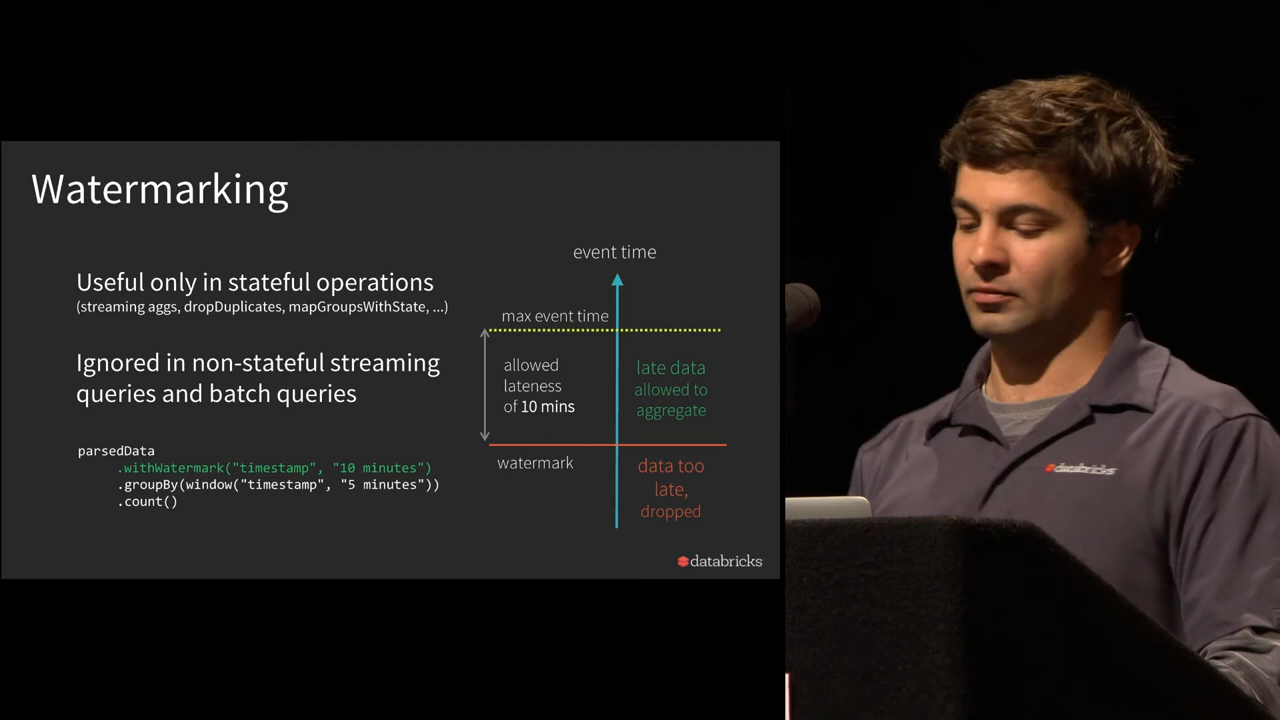 Watermarking
Useful only in stateful operations
(streaming aggs, dropDuplicates, mapGroupsWithState, ...)
Ignored in non-stateful streaming
queries and batch queries
parsedData
.withWatermark("timestamp", "10 minutes")
.groupBy(window("timestamp", "5 minutes"))
.count()
event time
max event time
allowed
lateness
of 10 mins
late data
allowed to
aggregate
watermark
data too
late,
dropped
databricks
databricks